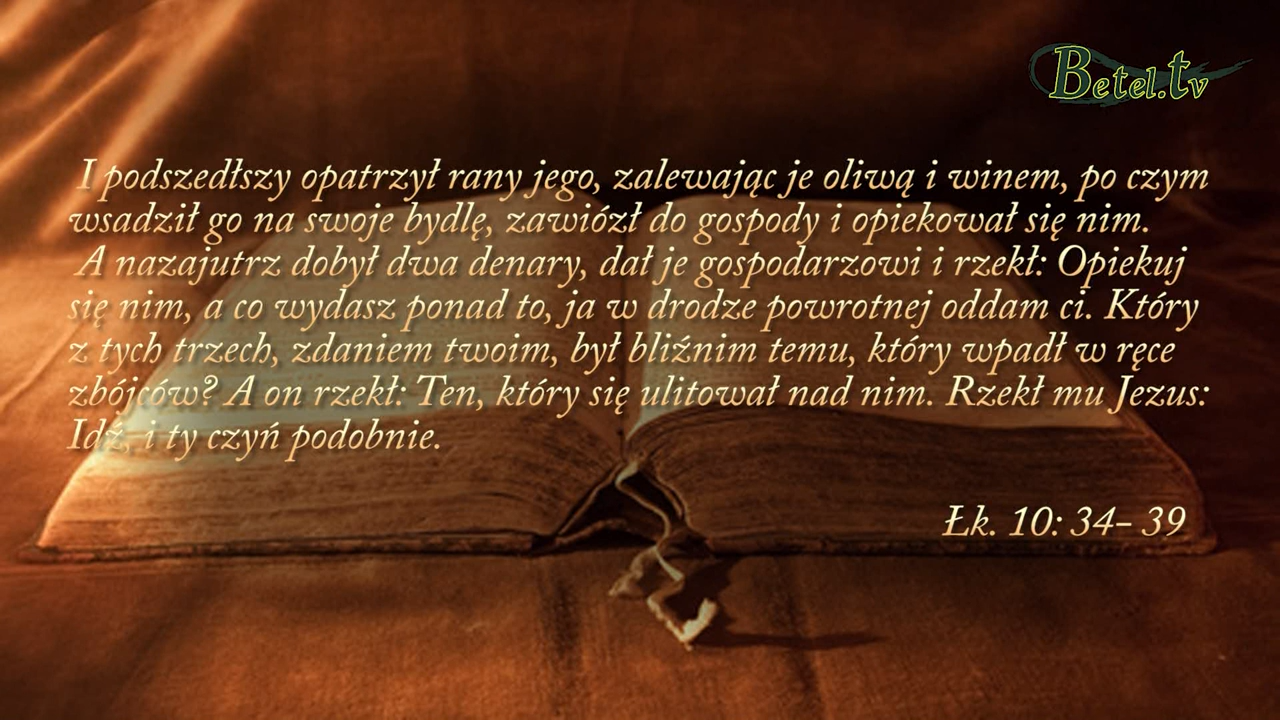 Betel.tv
I podszedłszy opatrzył rany jego, zalewając je oliwą i winem, po czym
wsadził go na swoje bydlę, zawiózł do gospody i opiekował się nim.
A nazajutrz dobył dwa denary, dał je gospodarzowi i rzekł: Opiekuj
się nim, a co wydasz ponad to, ja w drodze powrotnej oddam ci. Który
z tych trzech, zdaniem twoim, był bliźnim temu, który wpadł w ręce
zbójców? A on rzekł: Ten, który się ulitował nad nim. Rzekł mu Jezus:
Idź, i ty czyń podobnie.
Łk. 10: 34– 39